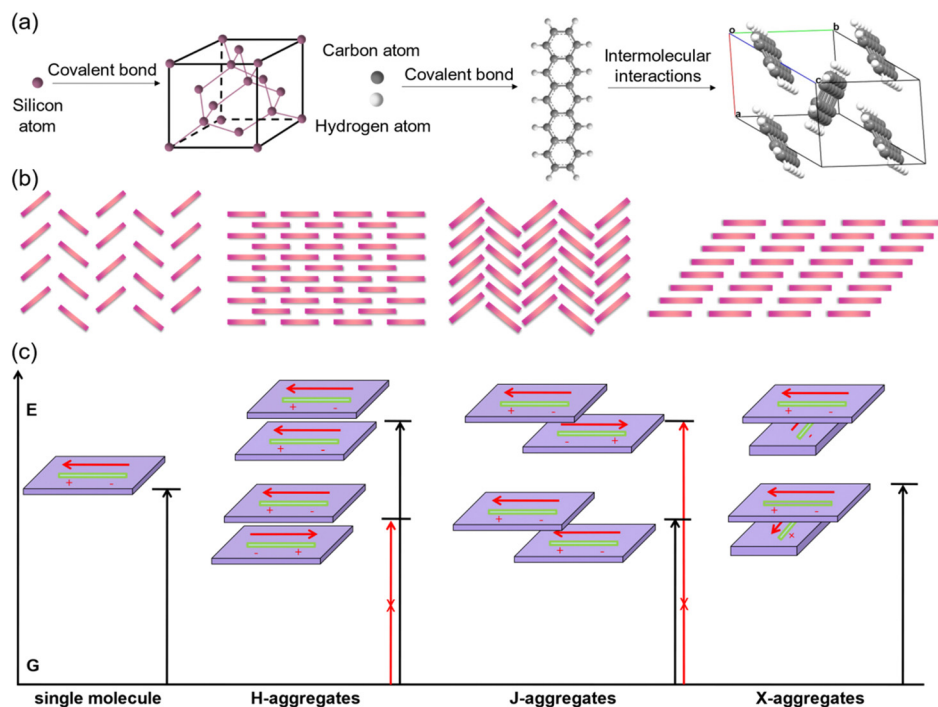 (a)
Silicon
atom
Covalent bond
Carbon atom
Hydrogen atom
Covalent bond
Intermolecular
interactions
o
b
c
a
(b)
(c)
E
+ -
+ -
+ -
+ -
- +
+ -
- +
+ -
+ -
+ -
-
+ -
+
G
single molecule
H-aggregates
J-aggregates
X-aggregates